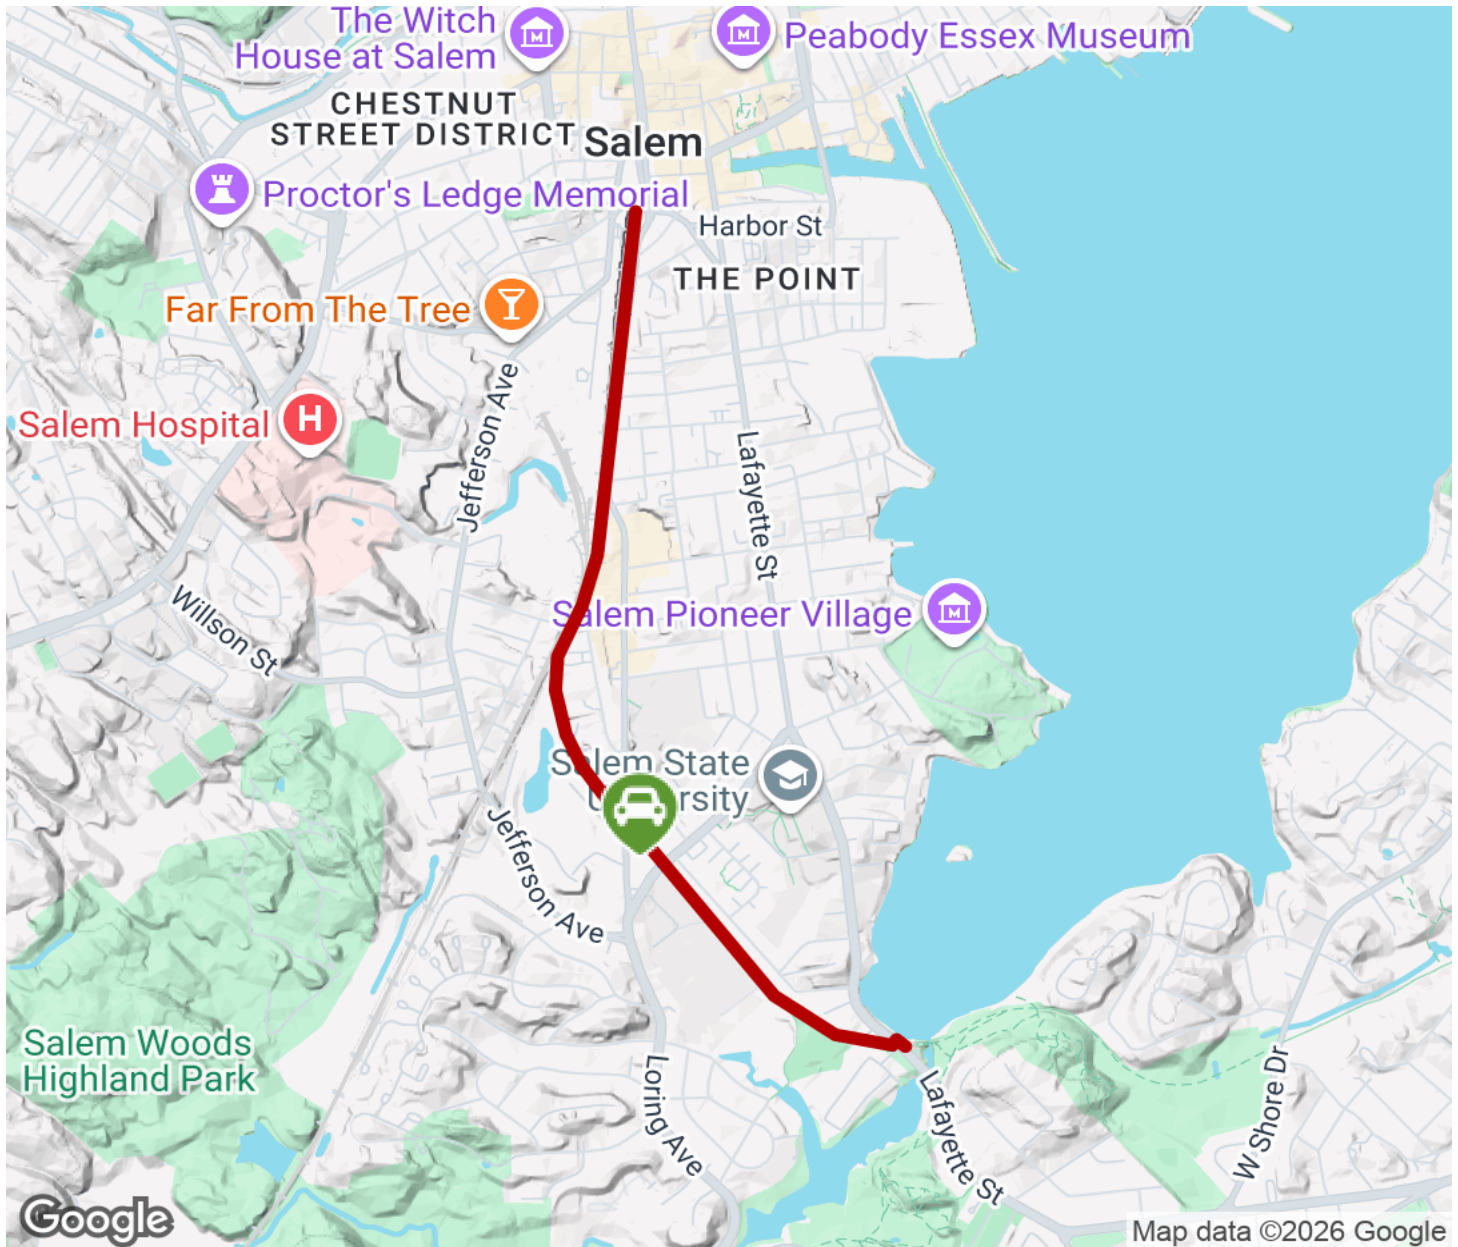 The Witch
House at Salem
Peabody Essex Museum
CHESTNUT
STREET DISTRICT
Salem
Proctor's Ledge Memorial
Harbor St
THE POINT
Far From The Tree
Jefferson Ave
Salem Hospital
H
Lafayette St
Willson St
Salem Pioneer Village
Salem State
Jefferson Ave
Salem Woods
Highland Park
Loring Ave
Lafayette St
W Shore Dr
Google
Map data ©2026 Google